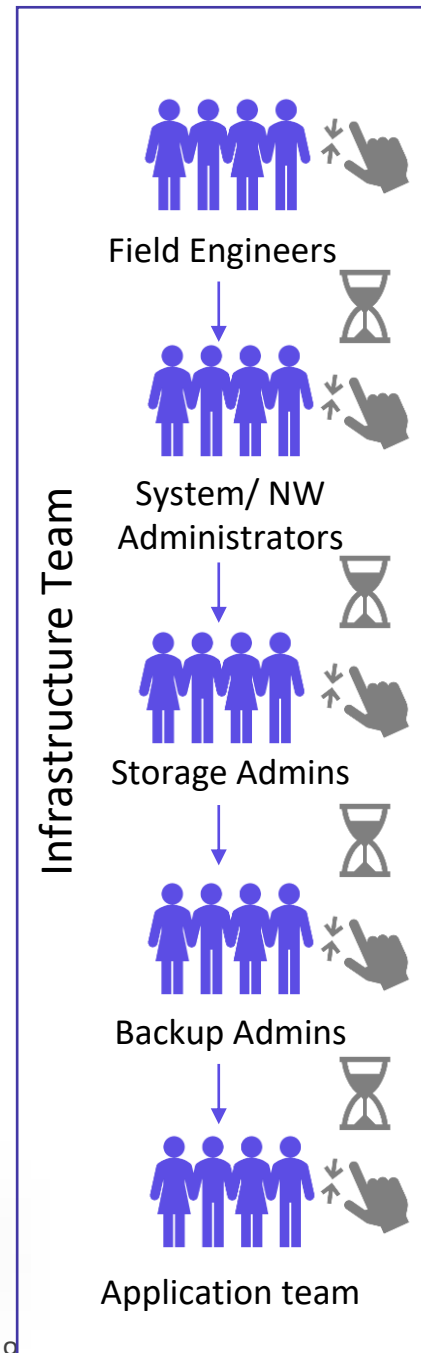 Infrastructure Team
Field Engineers
System/ NW
Administrators
Storage Admins
Backup Admins
Application team